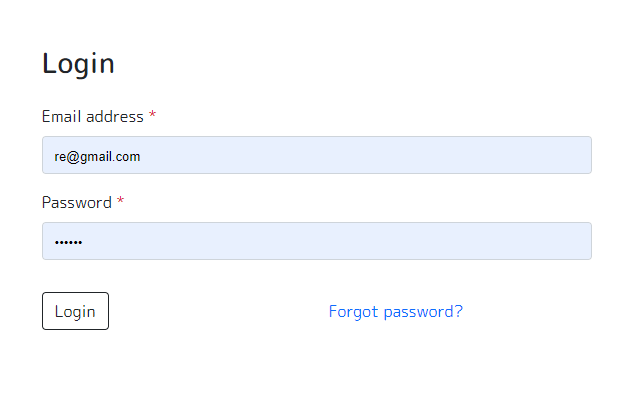 Login
Email address *
re@gmail.com
Password *
••••••
Login Forgot password?